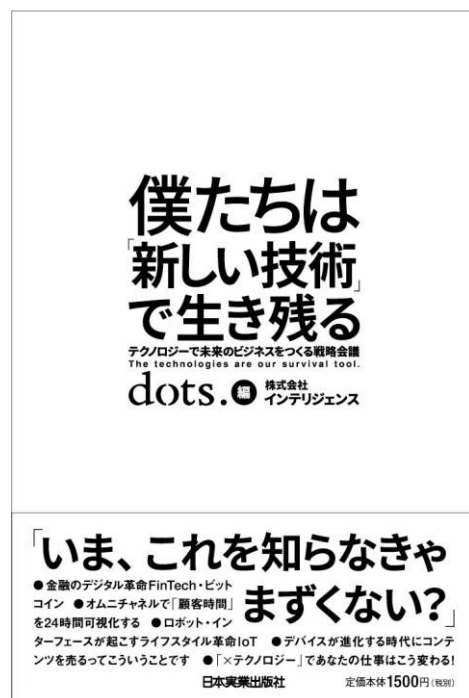 僕たちは
「新しい技術」
で生き残る
テクノロジーで未来のビジネスをつくる戦略会議
The technologies are our survival tool.
dots. 編 株式会社
インテリジェンス
「いま、これを知らなきゃ
まずくない?」
●金融のデジタル革命FinTech・ビット
コイン ●オムニチャネルで「顧客時間」
を24時間可視化する ●ロボット・イン
ターフェースが起こすライフスタイル革命IoT ●デバイスが進化する時代にコンテ
ンツを売るってこういうことです ●「×テクノロジー」であなたの仕事はこう変わる!
日本実業出版社 定価本体1500円(税別)